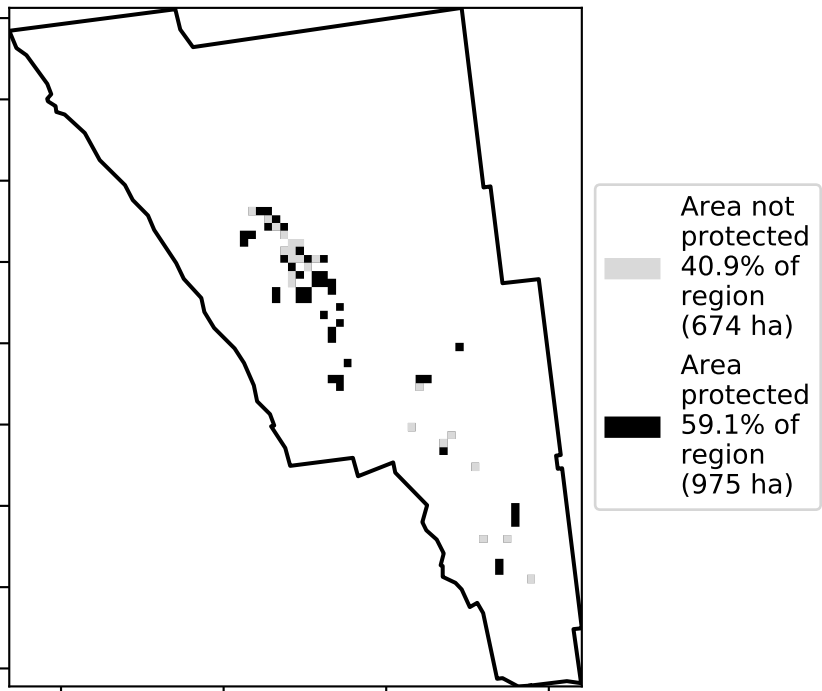 Area not
protected
40.9% of
region
(674 ha)
Area
protected
59.1% of
region
(975 ha)